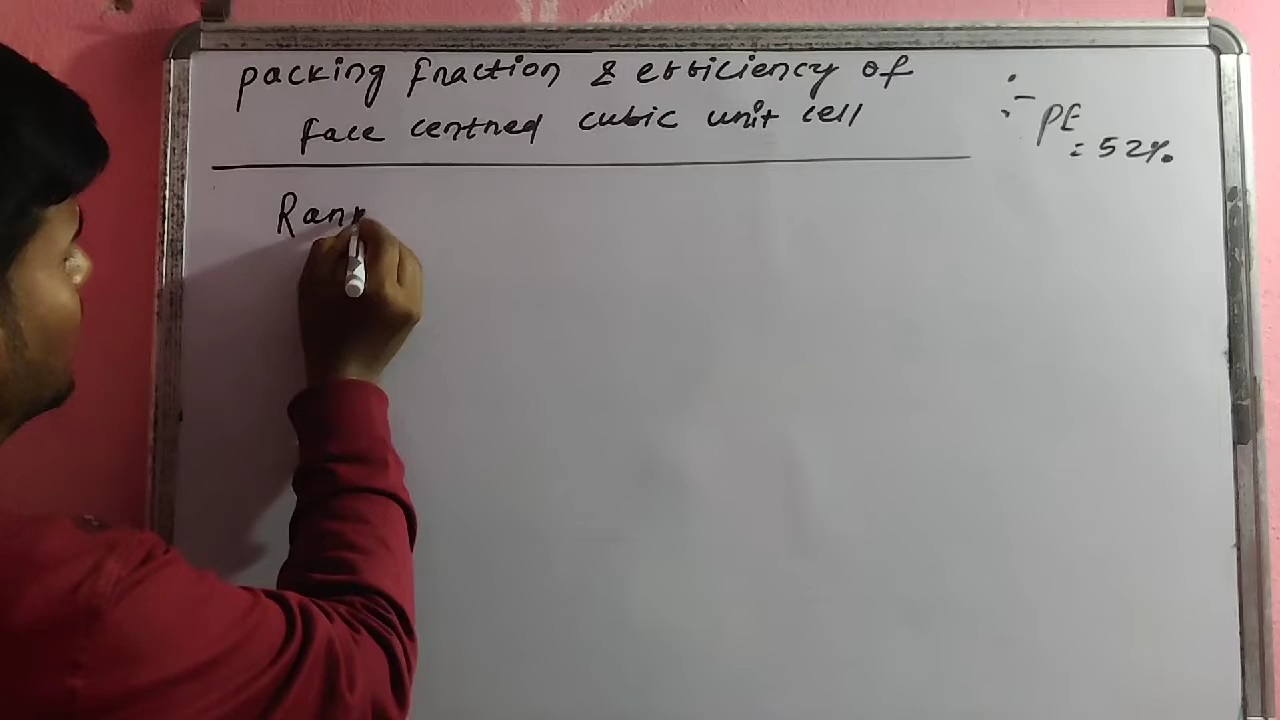 packing fraction & efficiency of
face centred cubic unit cell
∴ PE
= 52%
Rank